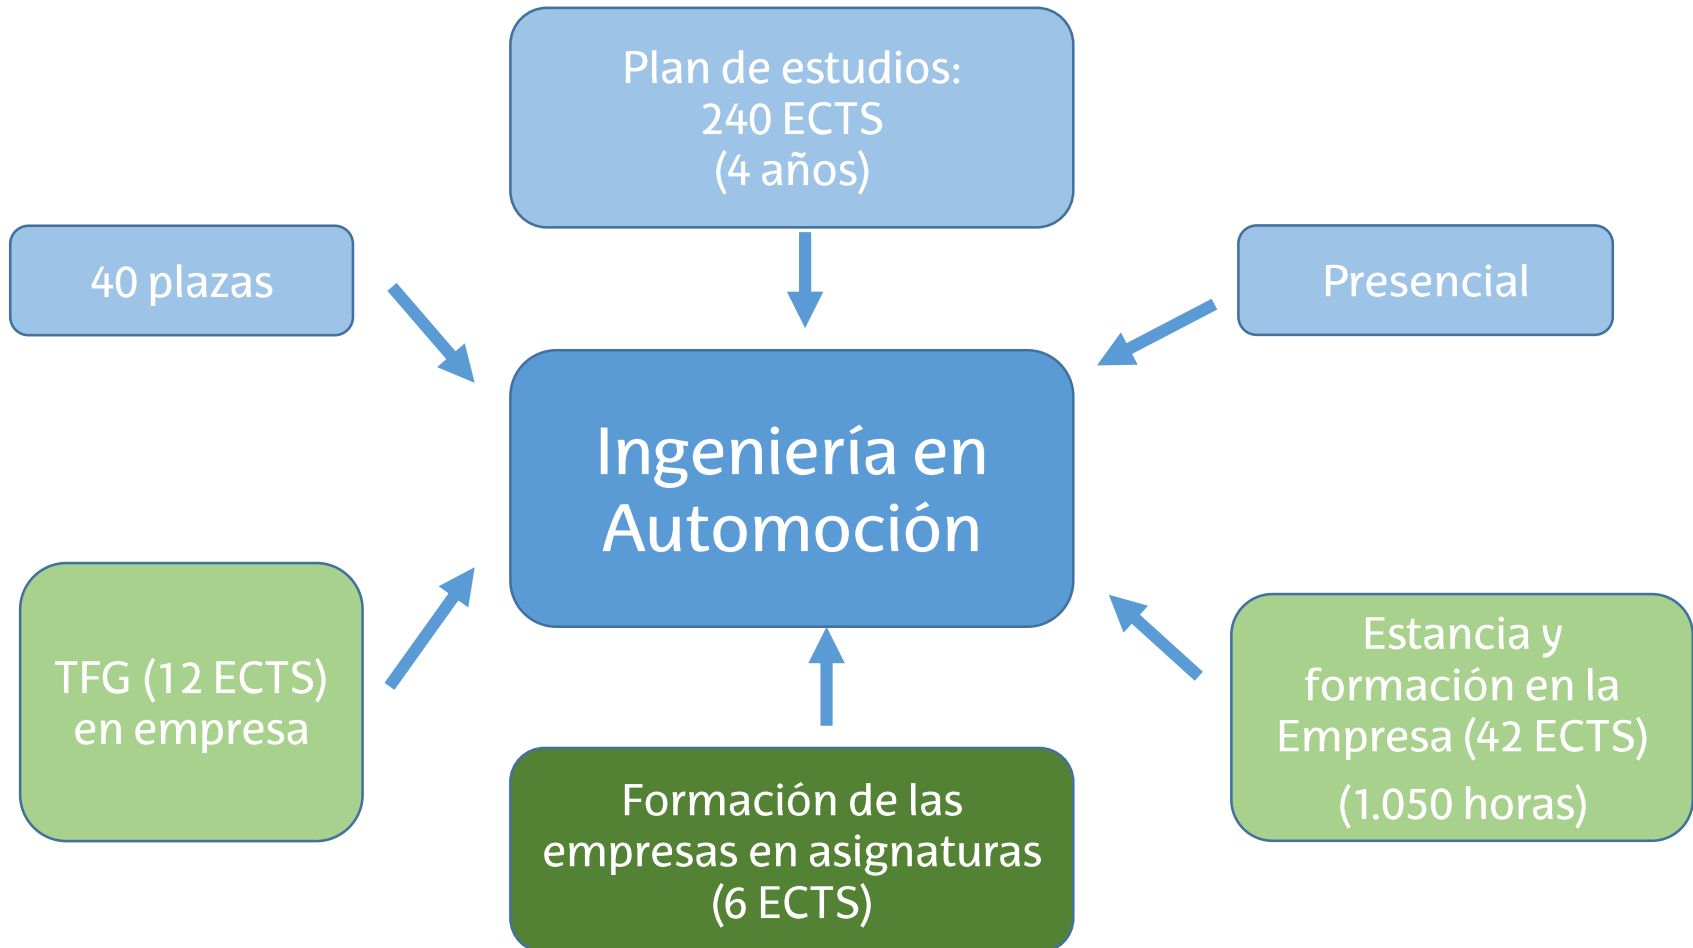 Plan de estudios:
240 ECTS
(4 años)
40 plazas
Presencial
Ingeniería en
Automoción
TFG (12 ECTS)
en empresa
Estancia y
formación en la
Empresa (42 ECTS)
(1.050 horas)
Formación de las
empresas en asignaturas
(6 ECTS)